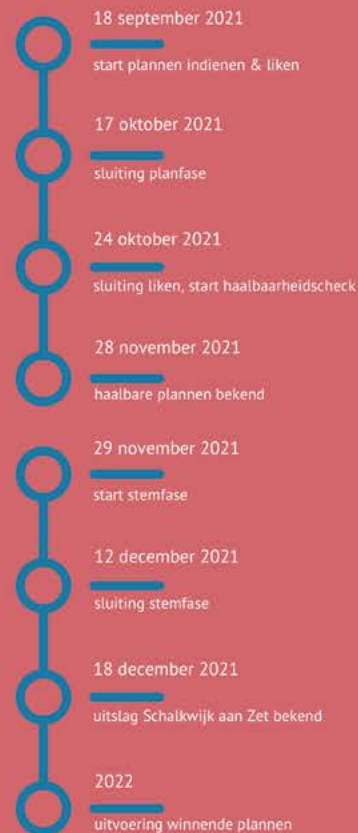 18 september 2021
start plannen indienen & liken
17 oktober 2021
sluiting planfase
24 oktober 2021
sluiting liken, start haalbaarheidscheck
28 november 2021
haalbare plannen bekend
29 november 2021
start stemfase
12 december 2021
sluiting stemfase
18 december 2021
uitslag Schalkwijk aan Zet bekend
2022
uitvoering winnende plannen